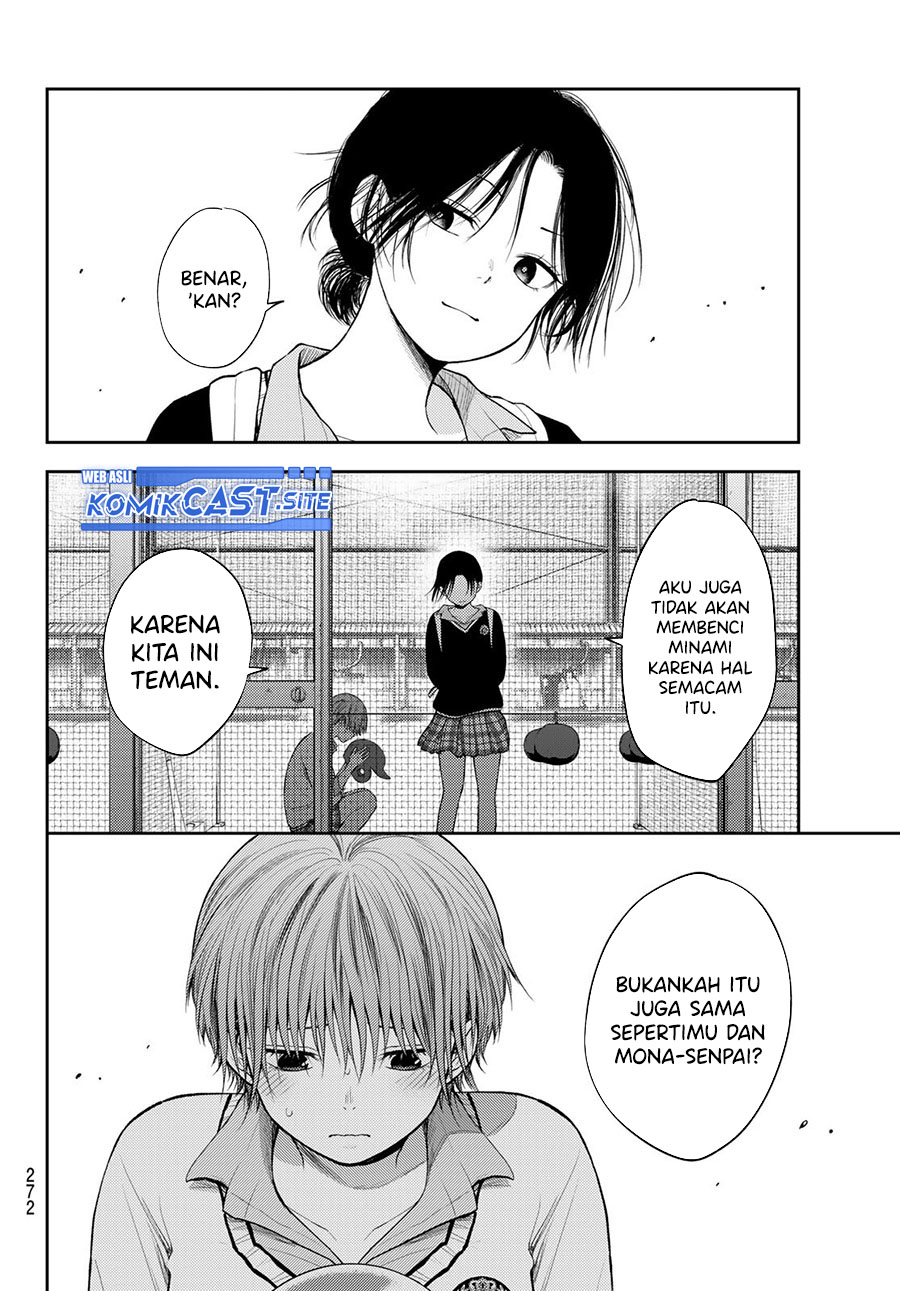 BENAR,
'KAN?
WEB ASLI
KOMIKCAST.SITE
AKU JUGA
TIDAK AKAN
MEMBENCI
MINAMI
KARENA HAL
SEMACAM
ITU.
KARENA
KITA INI
TEMAN.
BUKANKAH ITU
JUGA SAMA
SEPERTIMU DAN
MONA-SENPAI?
272